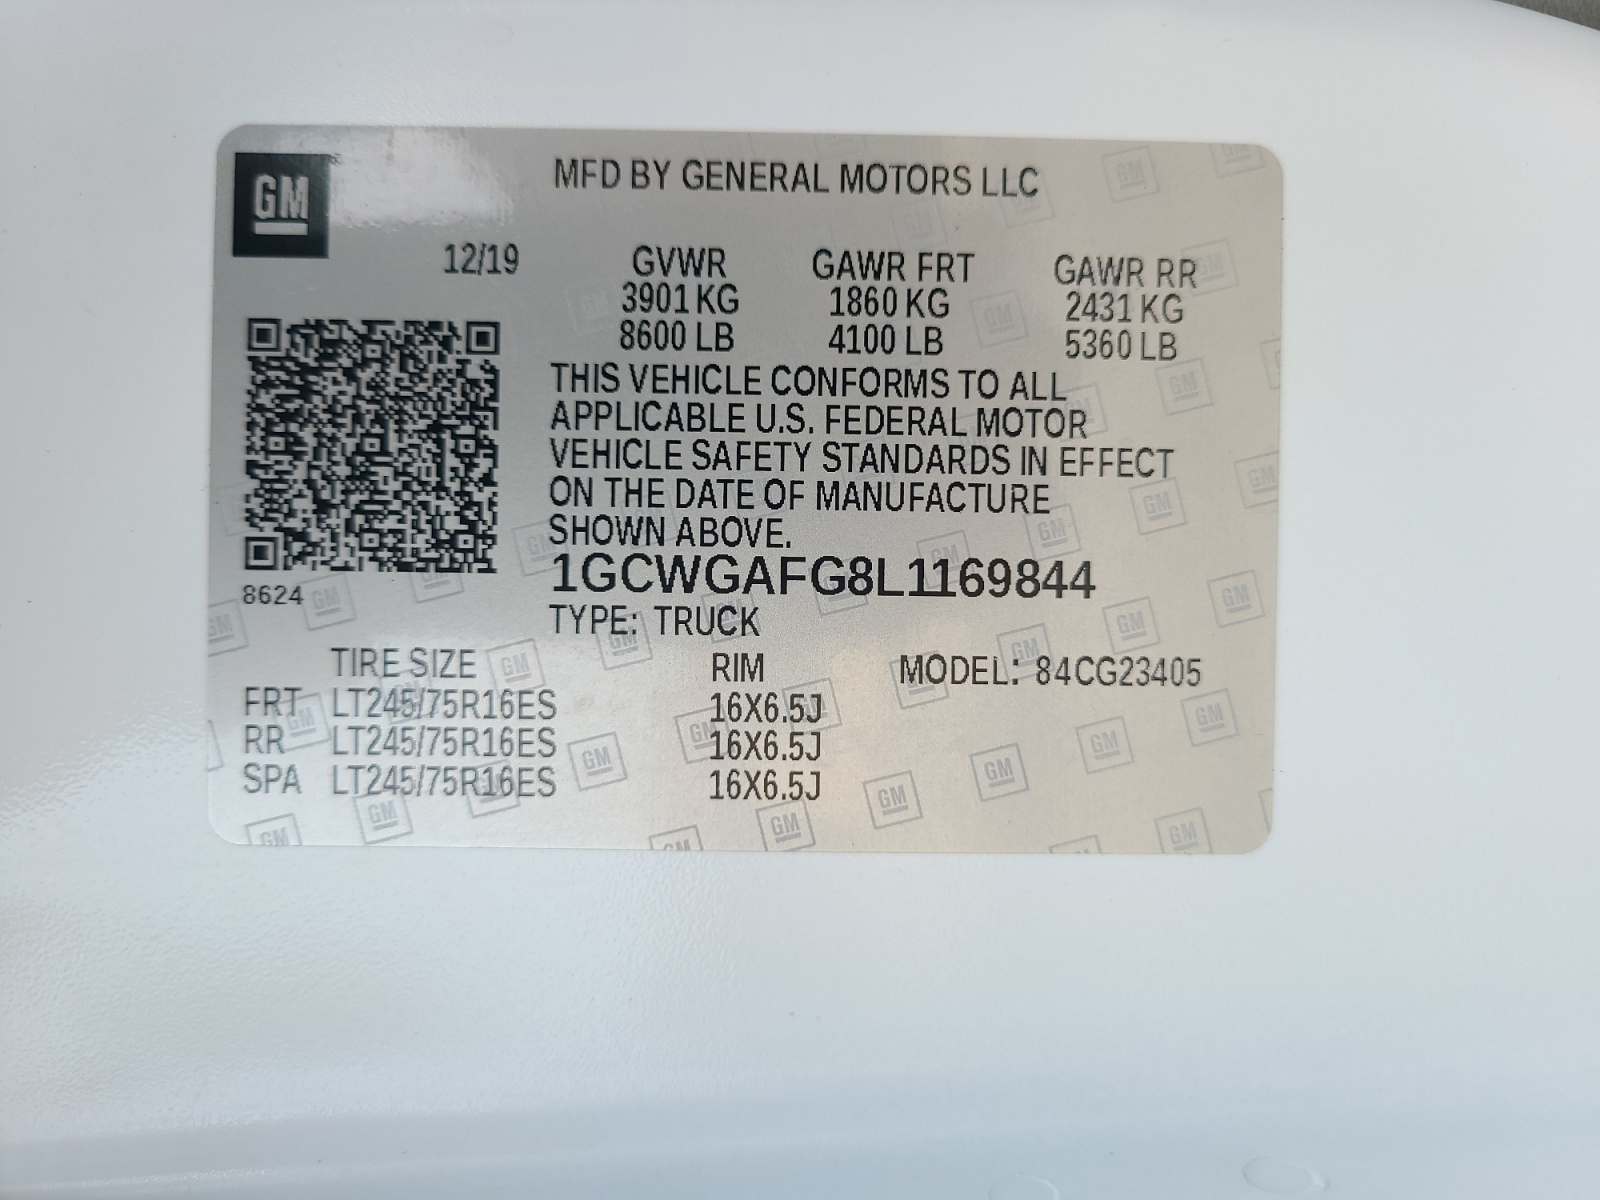 GM
MFD BY GENERAL MOTORS LLC
12/19 GVWR GAWR FRT GAWR RR
3901 KG 1860 KG 2431 KG
8600 LB 4100 LB 5360 LB
THIS VEHICLE CONFORMS TO ALL
APPLICABLE U.S. FEDERAL MOTOR
VEHICLE SAFETY STANDARDS IN EFFECT
ON THE DATE OF MANUFACTURE
SHOWN ABOVE.
1GCWGAFG8L1169844
8624
TYPE: TRUCK
TIRE SIZE RIM MODEL: 84CG23405
FRT LT245/75R16ES 16X6.5J
RR LT245/75R16ES 16X6.5J
SPA LT245/75R16ES 16X6.5J